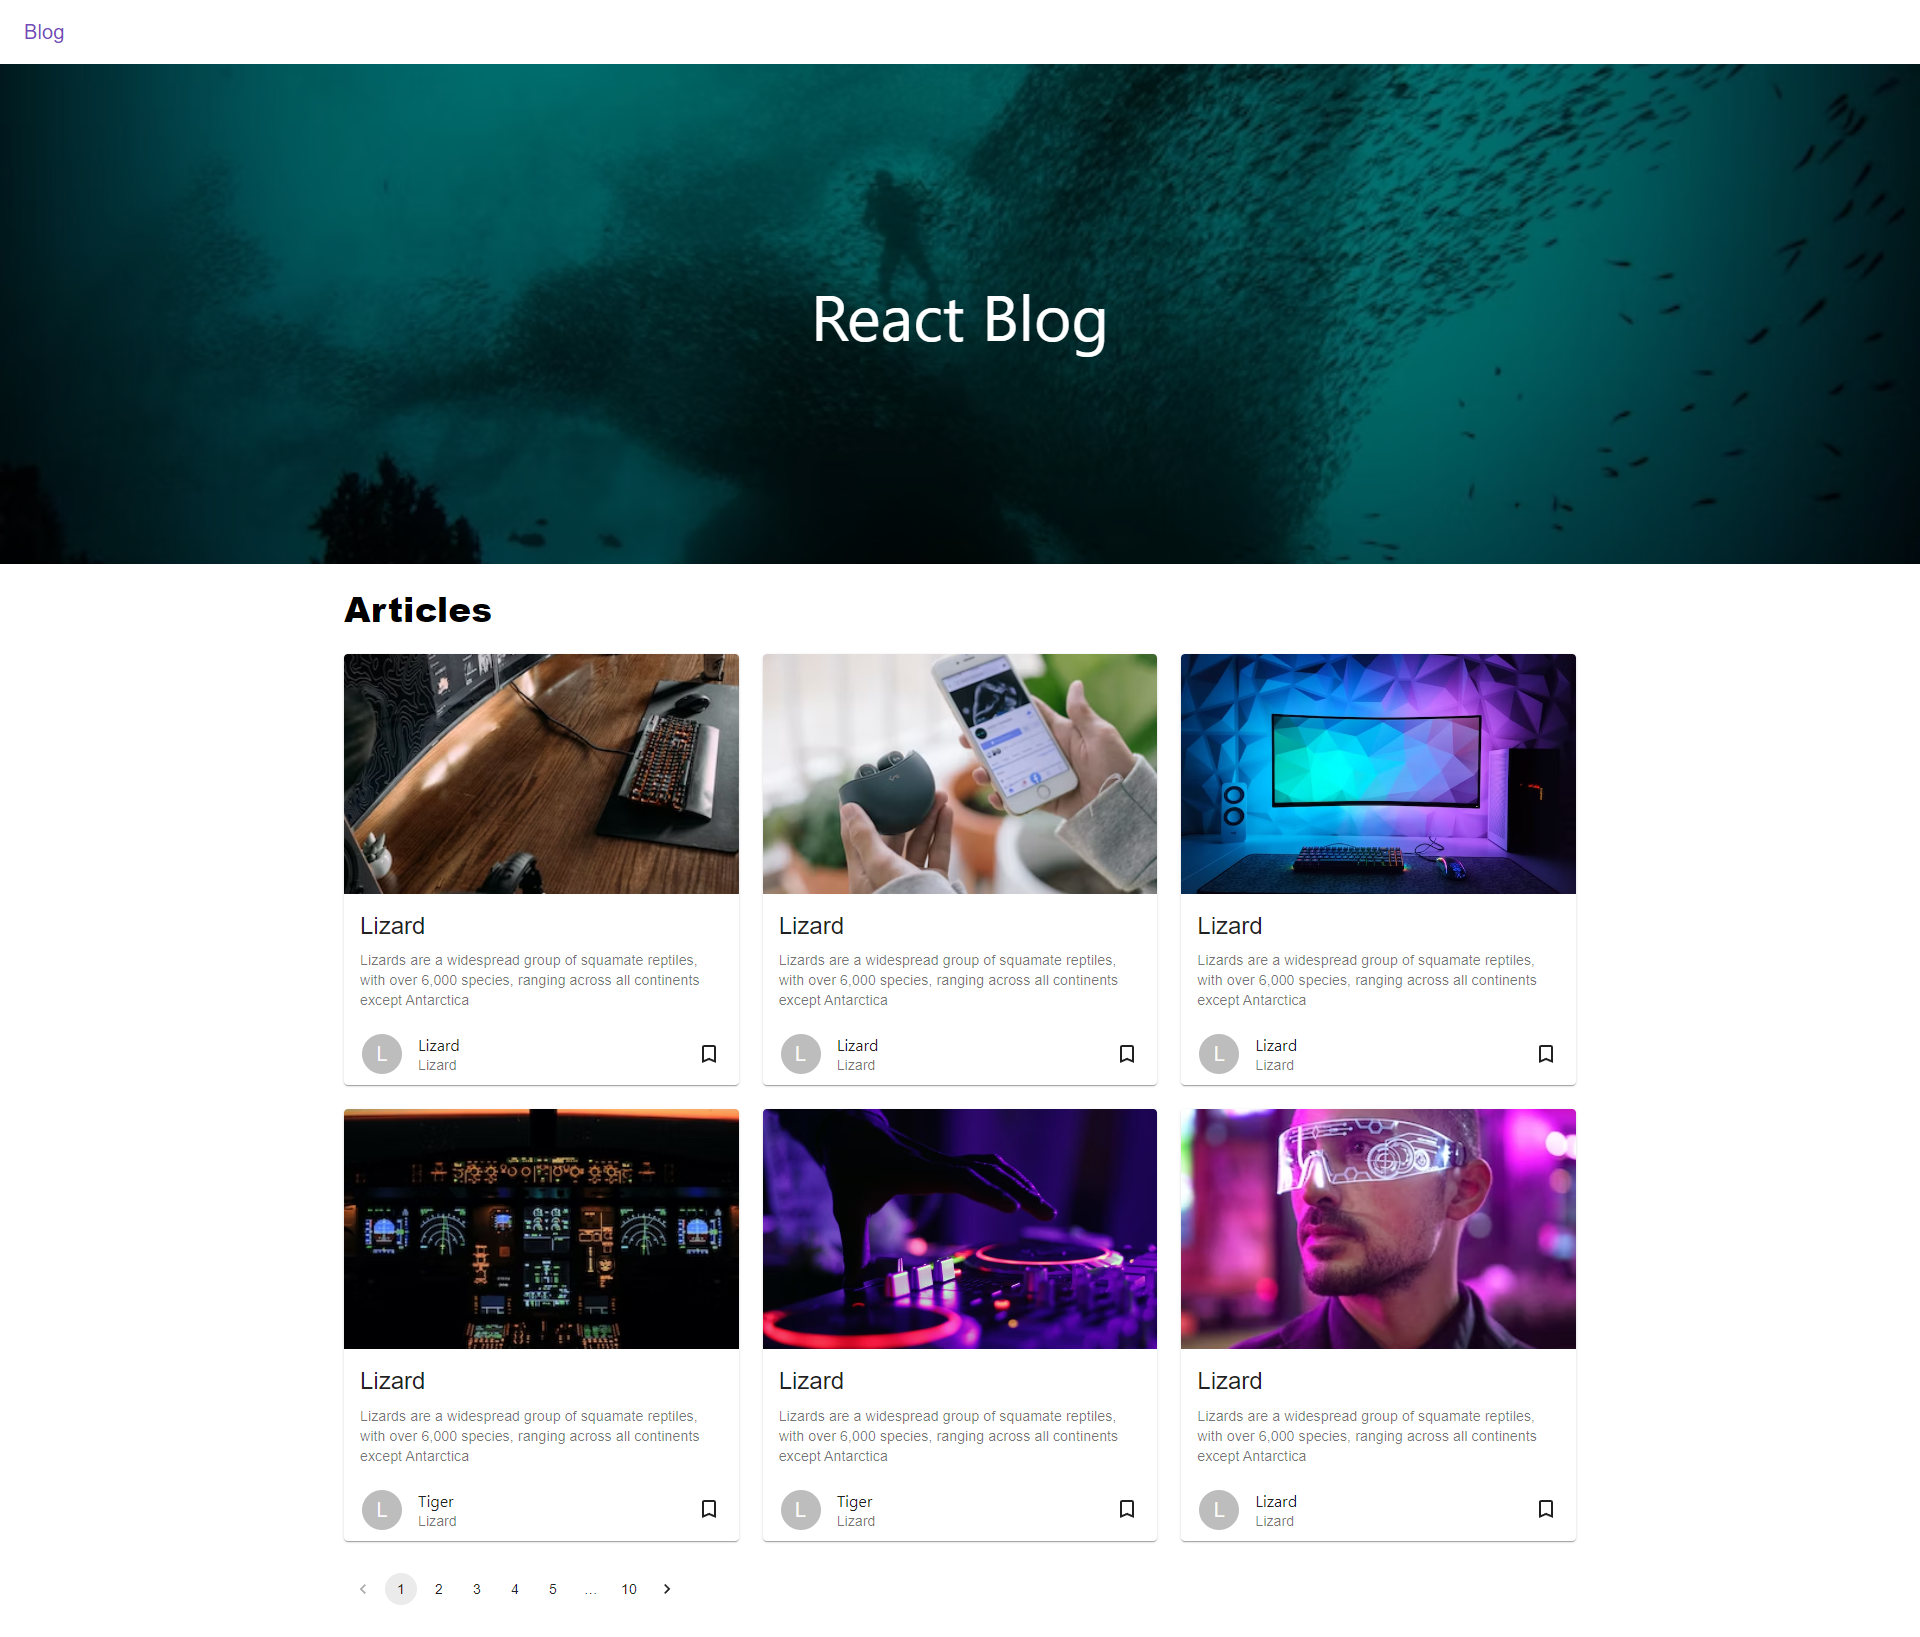 Blog
React Blog
Articles
Lizard
Lizards are a widespread group of squamate reptiles,
with over 6,000 species, ranging across all continents
except Antarctica
L
Lizard
Lizard
Lizard
Lizards are a widespread group of squamate reptiles,
with over 6,000 species, ranging across all continents
except Antarctica
L
Lizard
Lizard
Lizard
Lizards are a widespread group of squamate reptiles,
with over 6,000 species, ranging across all continents
except Antarctica
L
Lizard
Lizard
Lizard
Lizards are a widespread group of squamate reptiles,
with over 6,000 species, ranging across all continents
except Antarctica
L
Tiger
Lizard
Lizard
Lizards are a widespread group of squamate reptiles,
with over 6,000 species, ranging across all continents
except Antarctica
L
Tiger
Lizard
Lizard
Lizards are a widespread group of squamate reptiles,
with over 6,000 species, ranging across all continents
except Antarctica
L
Lizard
Lizard
1 2 3 4 5 … 10